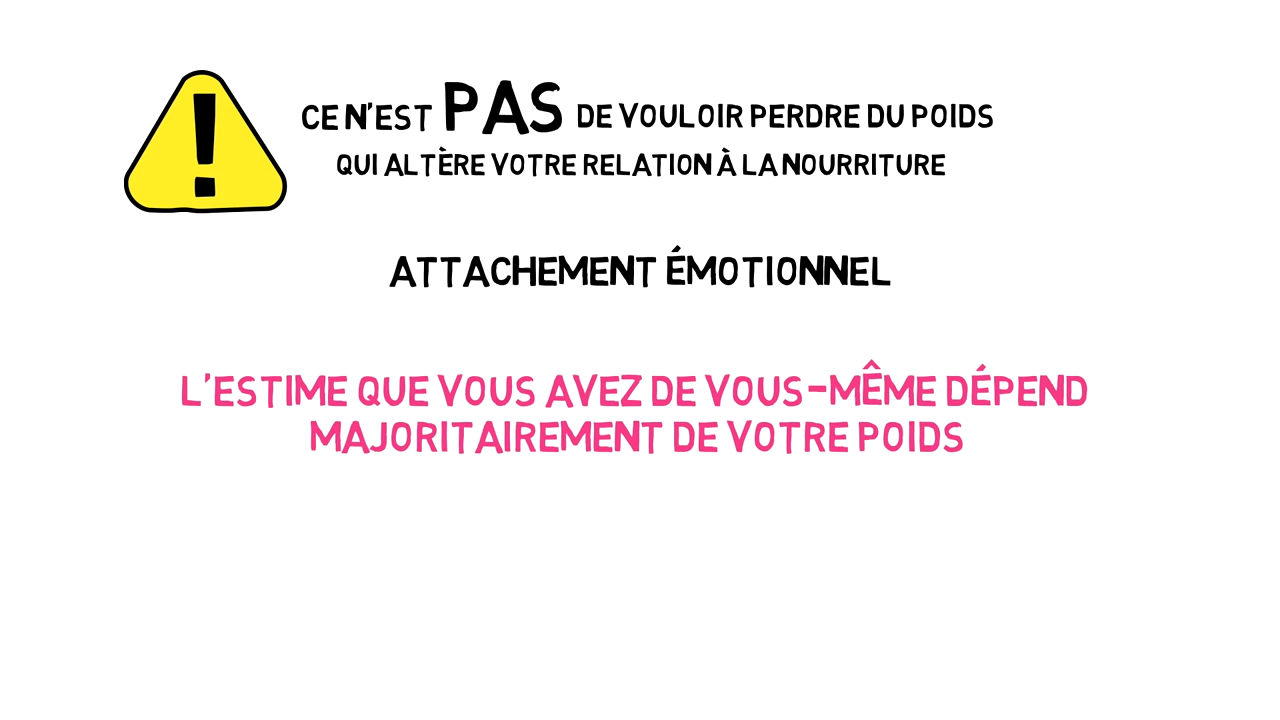 CE N'EST PAS DE VOULOIR PERDRE DU POIDS
QUI ALTÈRE VOTRE RELATION À LA NOURRITURE
ATTACHEMENT ÉMOTIONNEL
L'ESTIME QUE VOUS AVEZ DE VOUS-MÊME DÉPEND
MAJORITAIREMENT DE VOTRE POIDS